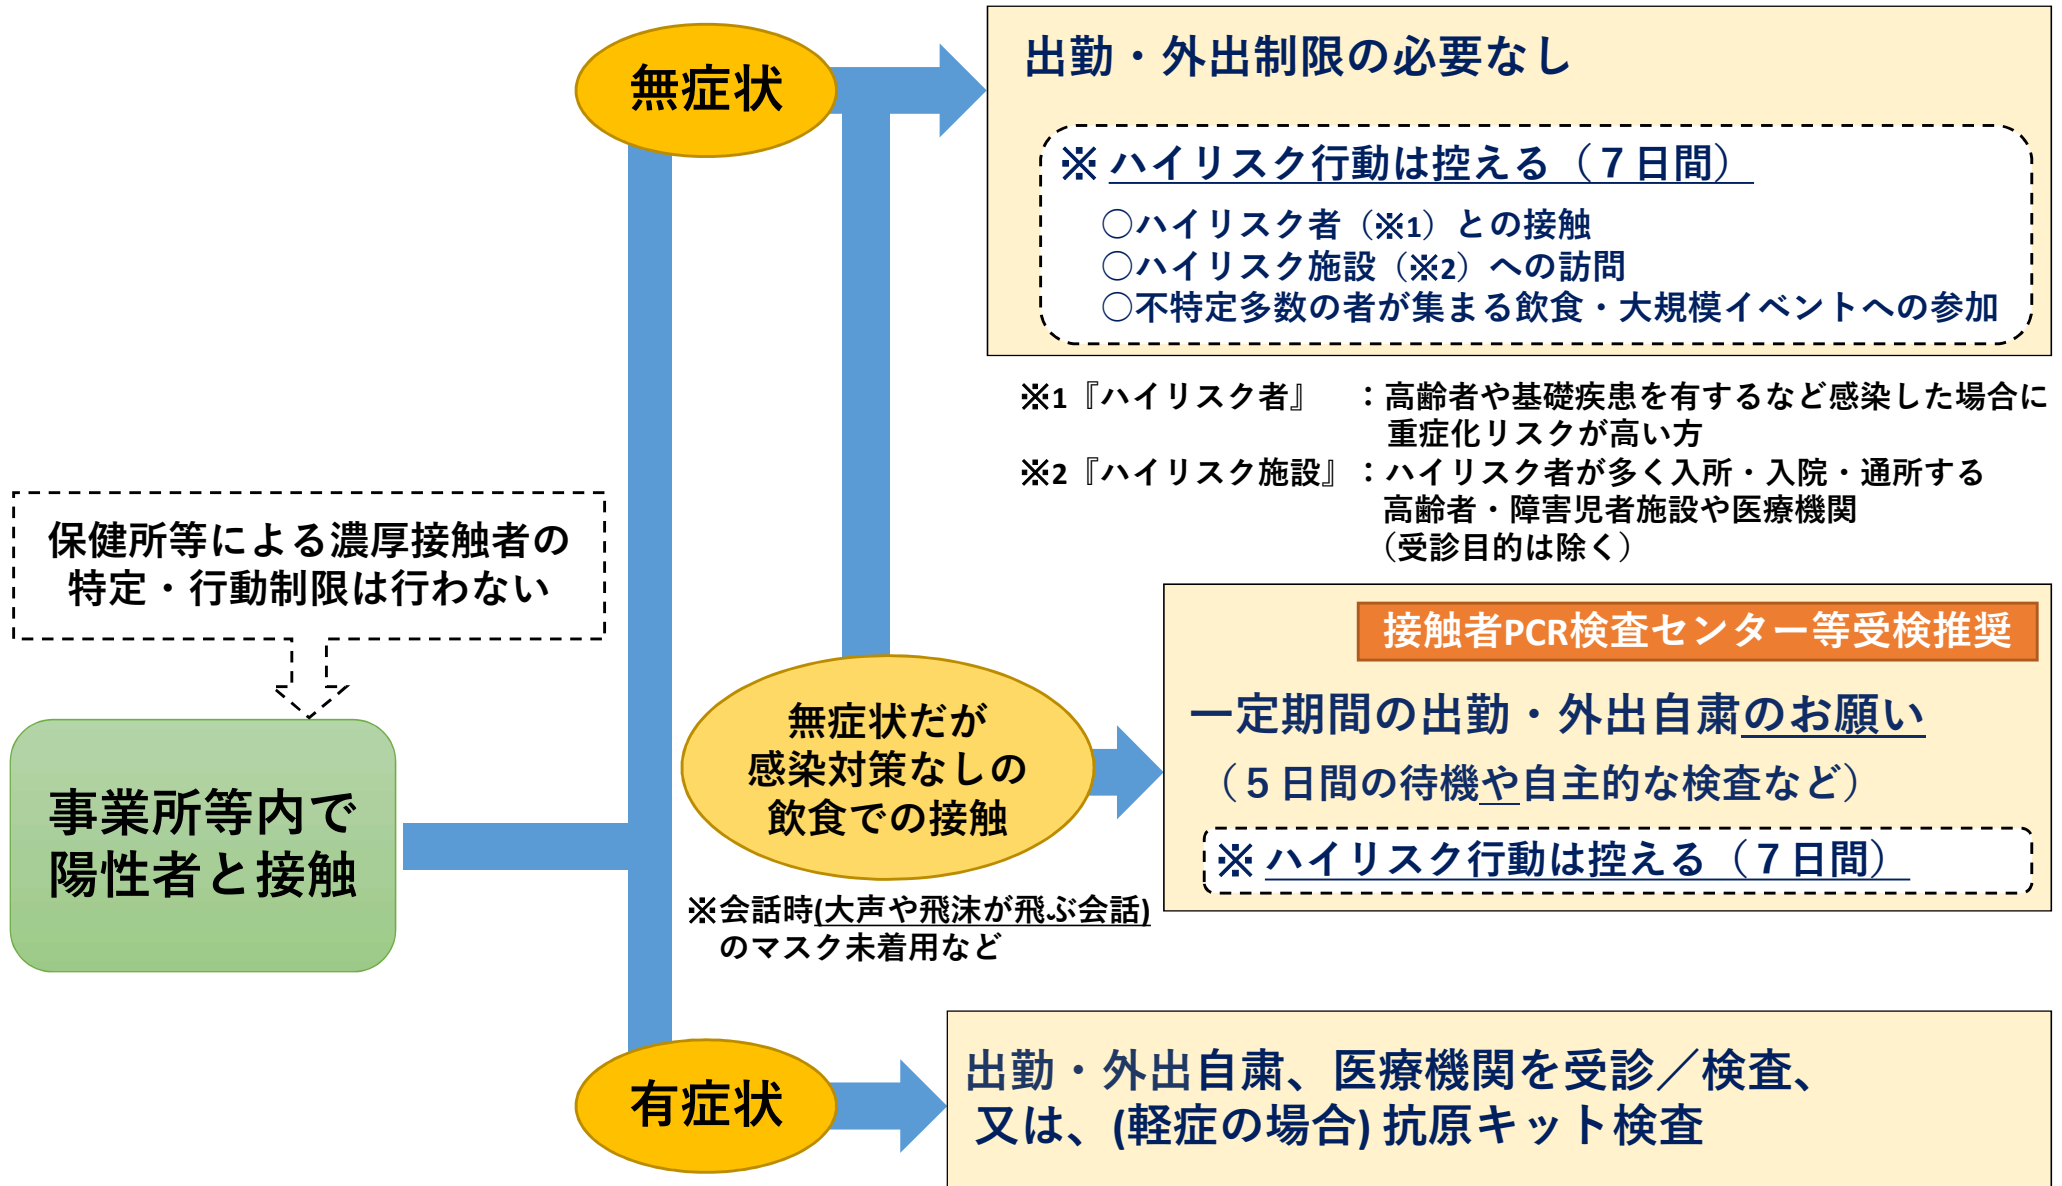 無症状
出勤・外出制限の必要なし
※ ハイリスク行動は控える（７日間）
○ハイリスク者（※1）との接触
○ハイリスク施設（※2）への訪問
○不特定多数の者が集まる飲食・大規模イベントへの参加
※1『ハイリスク者』　：高齢者や基礎疾患を有するなど感染した場合に
重症化リスクが高い方
※2『ハイリスク施設』：ハイリスク者が多く入所・入院・通所する
高齢者・障害児者施設や医療機関
（受診目的は除く）
保健所等による濃厚接触者の
特定・行動制限は行わない
事業所等内で
陽性者と接触
無症状だが
感染対策なしの
飲食での接触
※会話時(大声や飛沫が飛ぶ会話)
のマスク未着用など
接触者PCR検査センター等受検推奨
一定期間の出勤・外出自粛のお願い
（５日間の待機や自主的な検査など）
※ ハイリスク行動は控える（７日間）
有症状
出勤・外出自粛、医療機関を受診／検査、
又は、(軽症の場合) 抗原キット検査